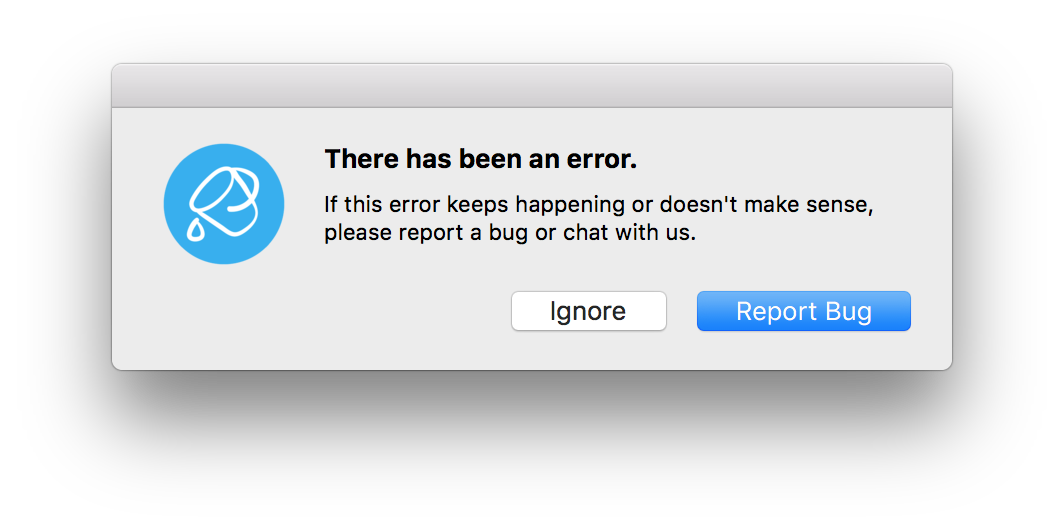 There has been an error.
If this error keeps happening or doesn't make sense,
please report a bug or chat with us.
Ignore
Report Bug